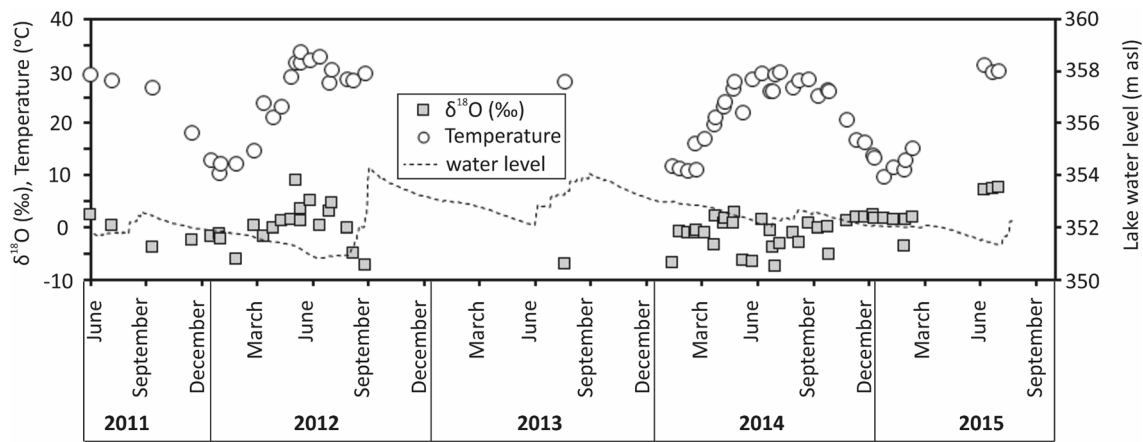 δ¹⁸O (‰), Temperature (°C)
40
30
20
10
0
-10
δ¹⁸O (‰)
Temperature
water level
360
358
356
354
352
350
Lake water level (m asl)
June
September
December
March
June
September
December
March
June
September
December
March
June
September
December
March
June
September
2011
2012
2013
2014
2015